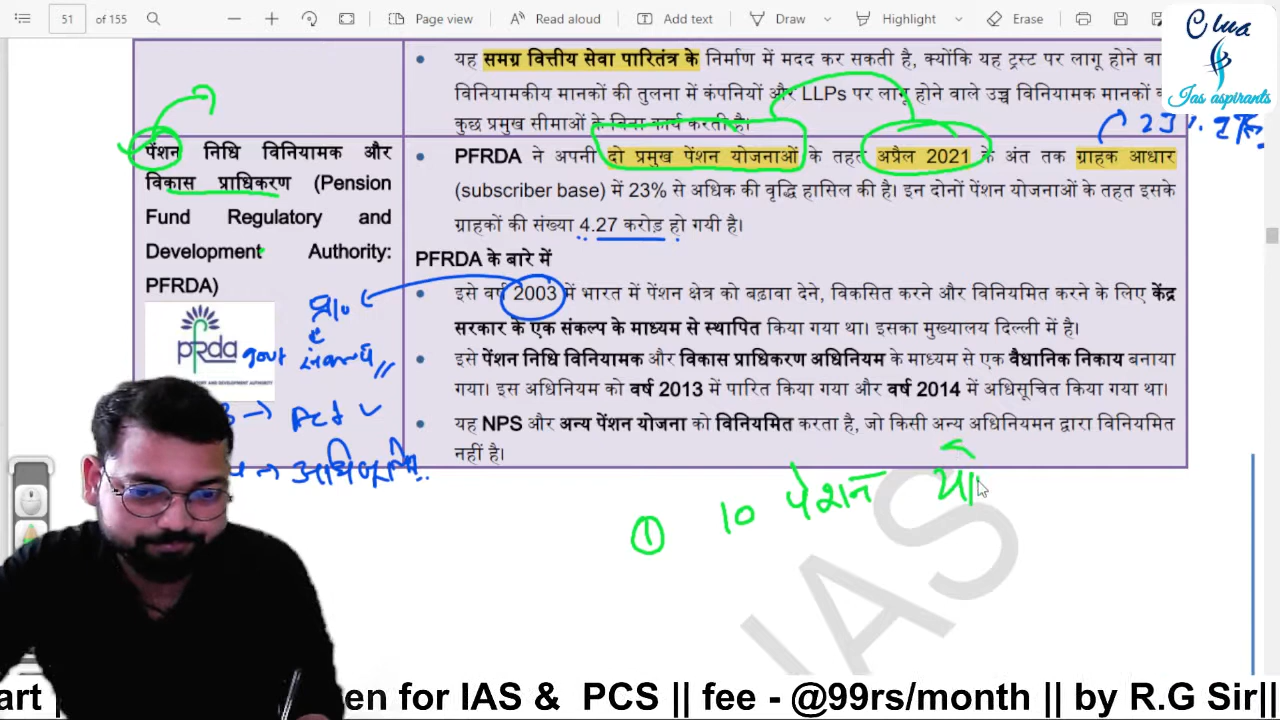 51 of 155 Page view Read aloud Add text Draw Highlight Erase
Clua
Ias aspirants
यह समग्र वित्तीय सेवा पारितंत्र के निर्माण में मदद कर सकती है, क्योंकि यह ट्रस्ट पर लागू होने वा
विनियामकीय मानकों की तुलना में कंपनियों और LLPs पर लागू होने वाले उच्च विनियामक मानकों
कुछ प्रमुख सीमाओं के बिना कार्य करती है।
पेंशन निधि विनियामक और
विकास प्राधिकरण (Pension
Fund Regulatory and
Development Authority:
PFRDA)
PFRDA ने अपनी दो प्रमुख पेंशन योजनाओं के तहत अप्रैल 2021 के अंत तक ग्राहक आधार
(subscriber base) में 23% से अधिक की वृद्धि हासिल की है। इन दोनों पेंशन योजनाओं के तहत इसके
ग्राहकों की संख्या 4.27 करोड़ हो गयी है।
PFRDA के बारे में
इसे वर्ष 2003 में भारत में पेंशन क्षेत्र को बढ़ावा देने, विकसित करने और विनियमित करने के लिए केंद्र
सरकार के एक संकल्प के माध्यम से स्थापित किया गया था। इसका मुख्यालय दिल्ली में है।
इसे पेंशन निधि विनियामक और विकास प्राधिकरण अधिनियम के माध्यम से एक वैधानिक निकाय बनाया
गया। इस अधिनियम को वर्ष 2013 में पारित किया गया और वर्ष 2014 में अधिसूचित किया गया था।
यह NPS और अन्य पेंशन योजना को विनियमित करता है, जो किसी अन्य अधिनियमन द्वारा विनियमित
नहीं है।
prda
govt
Act
① 10 पेंशन यो
IAS
art en for IAS & PCS || fee - @99rs/month || by R.G Sir||